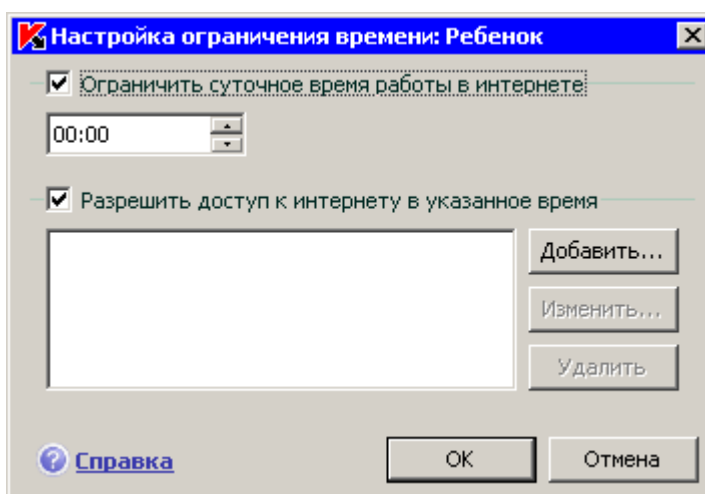 Настройка ограничения времени: Ребенок
Ограничить суточное время работы в интернете
00:00
Разрешить доступ к интернету в указанное время
Добавить...
Изменить...
Удалить
Справка
OK
Отмена